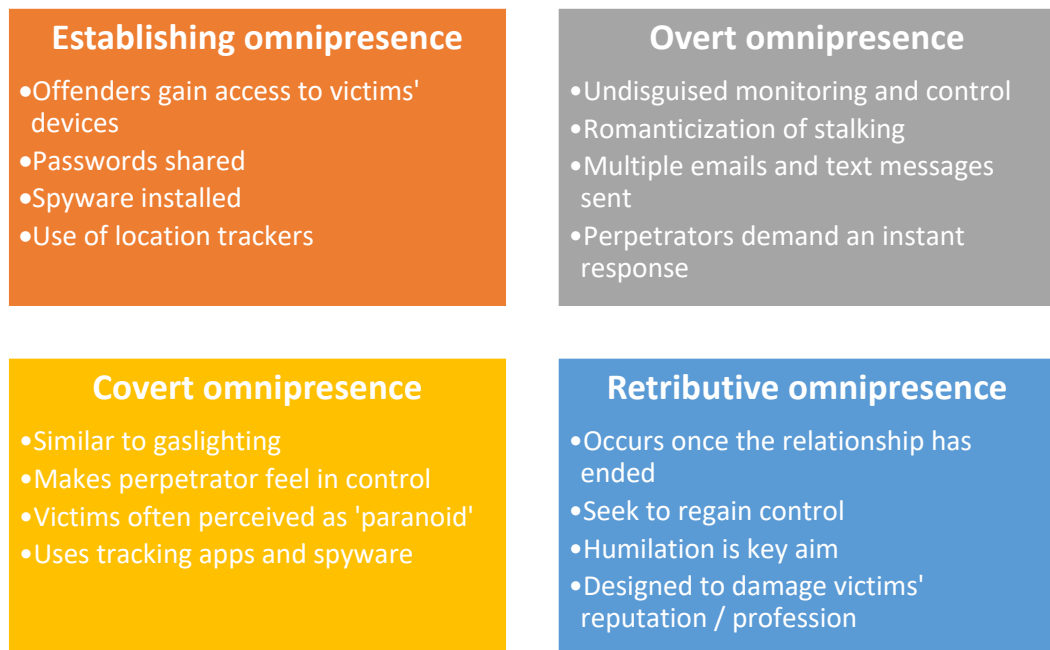 Establishing omnipresence
•Offenders gain access to victims'
devices
•Passwords shared
•Spyware installed
•Use of location trackers
Overt omnipresence
•Undisguised monitoring and control
•Romanticization of stalking
•Multiple emails and text messages
sent
•Perpetrators demand an instant
response
Covert omnipresence
•Similar to gaslighting
•Makes perpetrator feel in control
•Victims often perceived as 'paranoid'
•Uses tracking apps and spyware
Retributive omnipresence
•Occurs once the relationship has
ended
•Seek to regain control
•Humilation is key aim
•Designed to damage victims'
reputation / profession